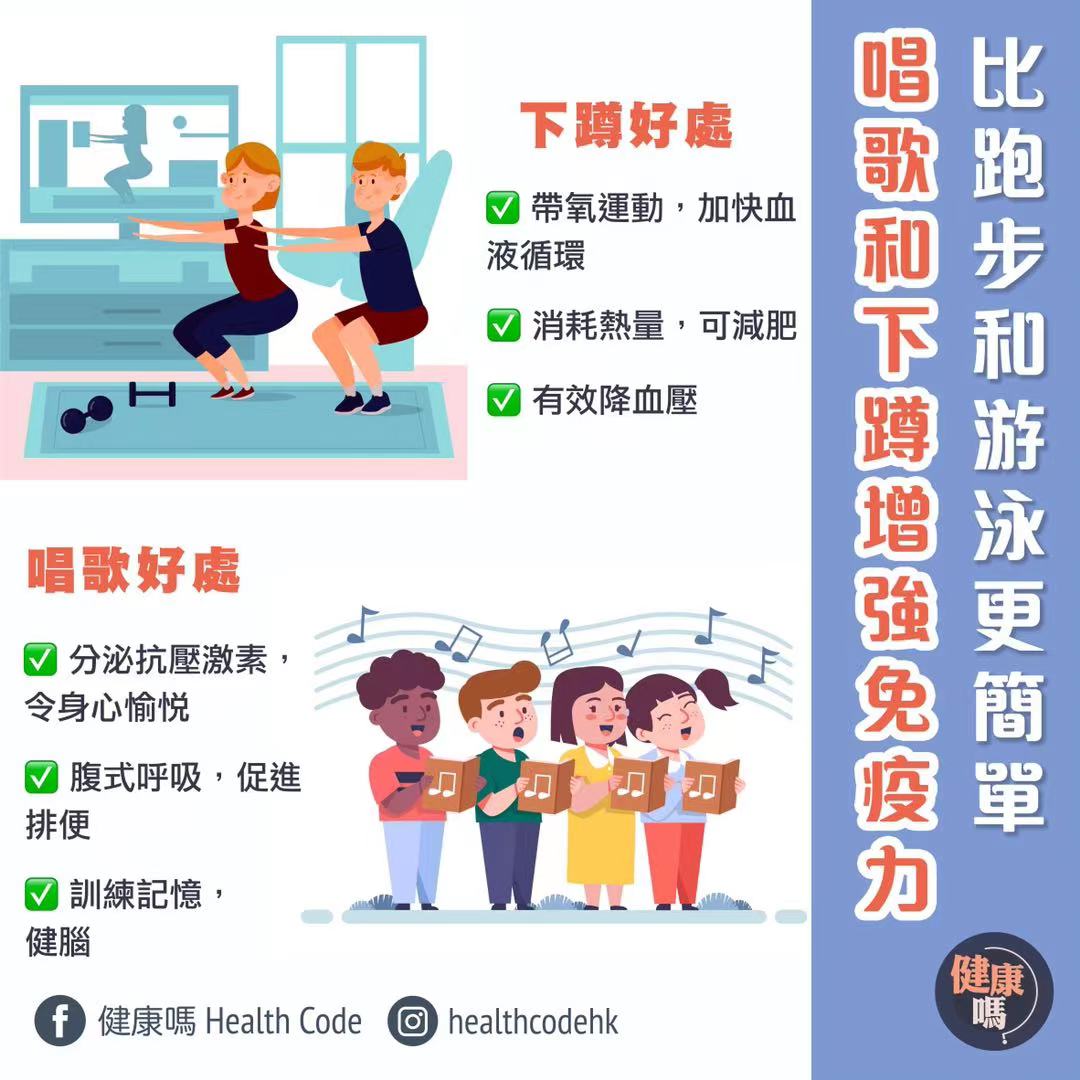 比跑步和游泳更簡單
唱歌和下蹲增強免疫力
下蹲好處
✅ 帶氧運動，加快血
液循環
✅ 消耗熱量，可減肥
✅ 有效降血壓
唱歌好處
✅ 分泌抗壓激素，
令身心愉悅
✅ 腹式呼吸，促進
排便
✅ 訓練記憶，
健腦
健康嗎 Health Code
healthcodehk
健康
嗎